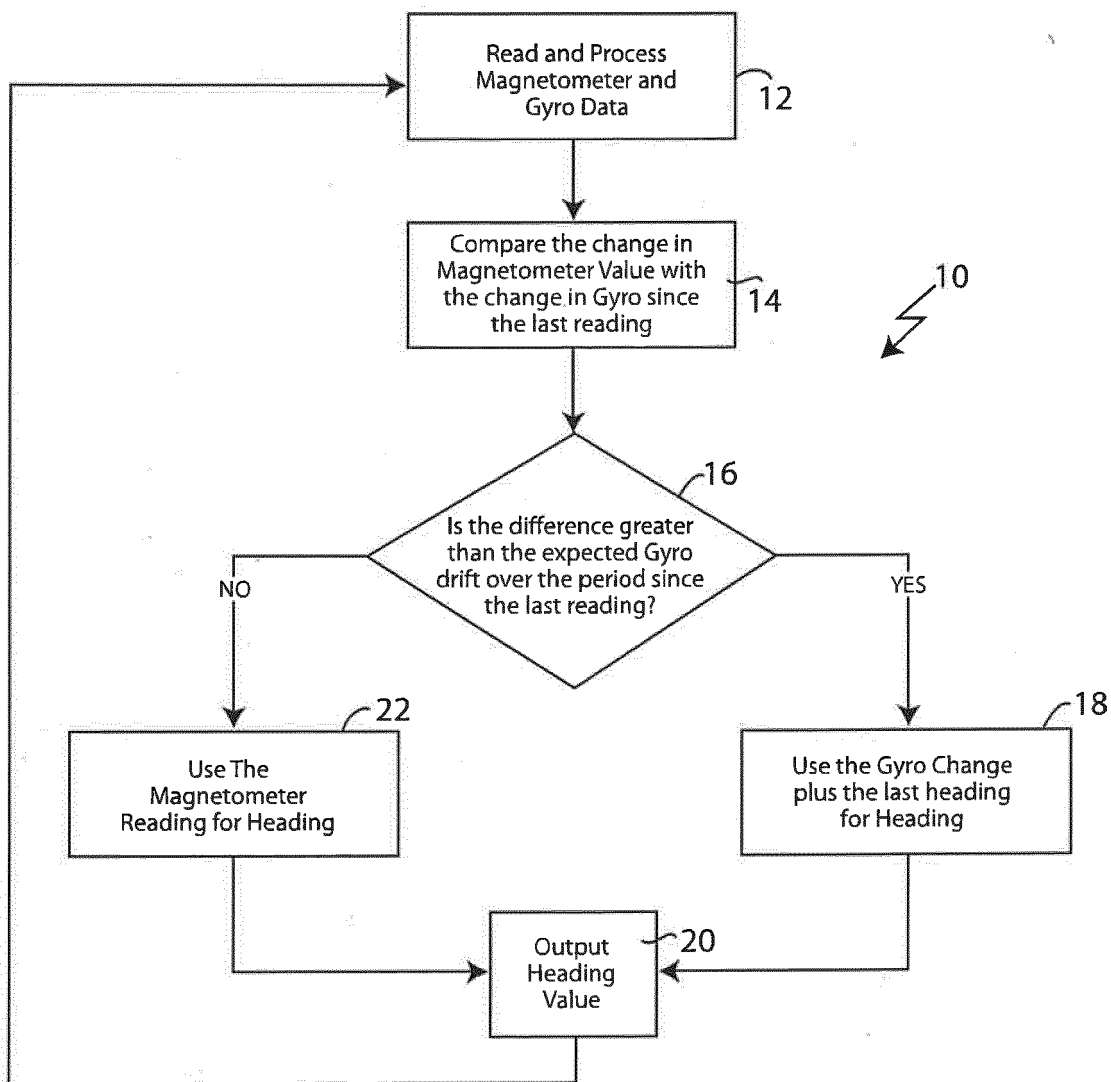 Read and Process
Magnetometer and
Gyro Data
12
Compare the change in
Magnetometer Value with
the change in Gyro since
the last reading
14
10
16
Is the difference greater
than the expected Gyro
drift over the period since
the last reading?
NO
YES
22
18
Use The
Magnetometer
Reading for Heading
Use the Gyro Change
plus the last heading
for Heading
Output
Heading
Value
20